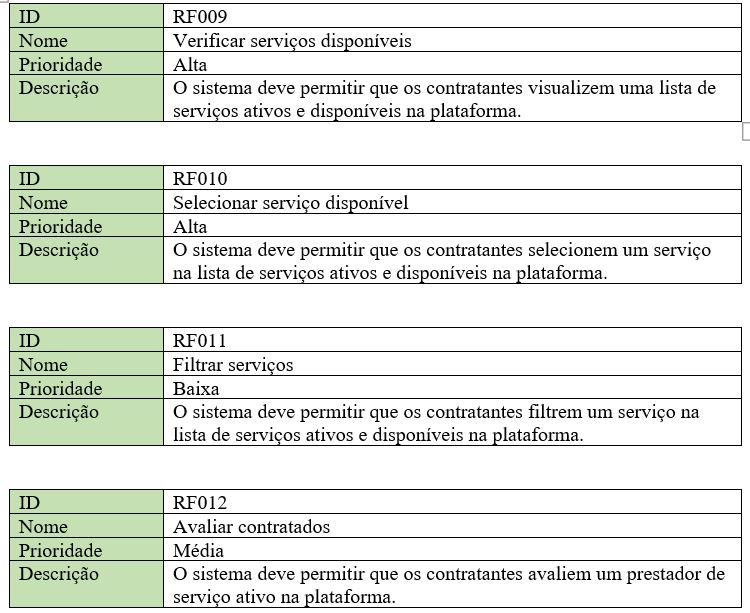 ID RF009
Nome Verificar serviços disponíveis
Prioridade Alta
Descrição O sistema deve permitir que os contratantes visualizem uma lista de
serviços ativos e disponíveis na plataforma.
ID RF010
Nome Selecionar serviço disponível
Prioridade Alta
Descrição O sistema deve permitir que os contratantes selecionem um serviço
na lista de serviços ativos e disponíveis na plataforma.
ID RF011
Nome Filtrar serviços
Prioridade Baixa
Descrição O sistema deve permitir que os contratantes filtrem um serviço na
lista de serviços ativos e disponíveis na plataforma.
ID RF012
Nome Avaliar contratados
Prioridade Média
Descrição O sistema deve permitir que os contratantes avaliem um prestador de
serviço ativo na plataforma.